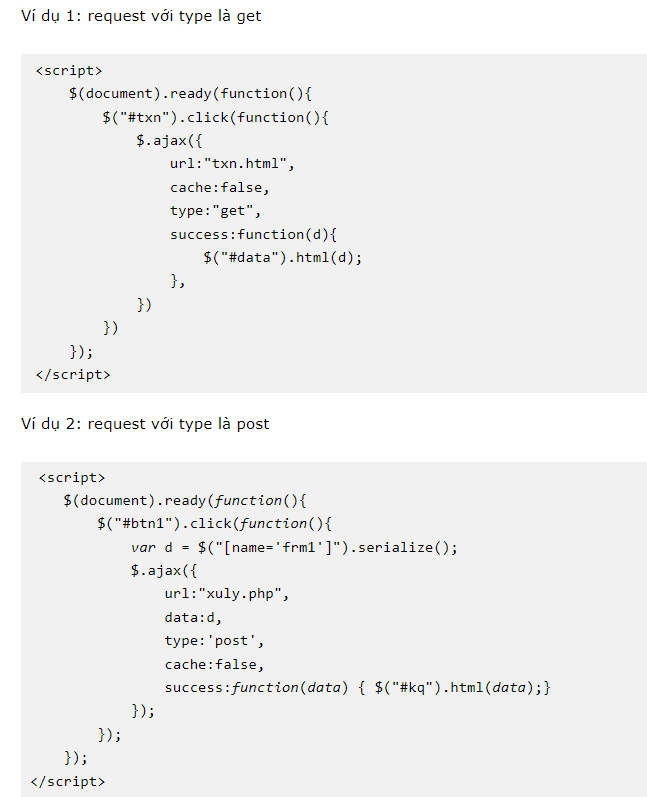 Ví dụ 1: request với type là get
<script>
$(document).ready(function(){
$("#txn").click(function(){
$.ajax({
url:"txn.html",
cache:false,
type:"get",
success:function(d){
$("#data").html(d);
},
})
})
});
</script>
Ví dụ 2: request với type là post
<script>
$(document).ready(function(){
$("#btn1").click(function(){
var d = $("[name='frm1']").serialize();
$.ajax({
url:"xuly.php",
data:d,
type:'post',
cache:false,
success:function(data) { $("#kq").html(data);}
});
});
});
</script>